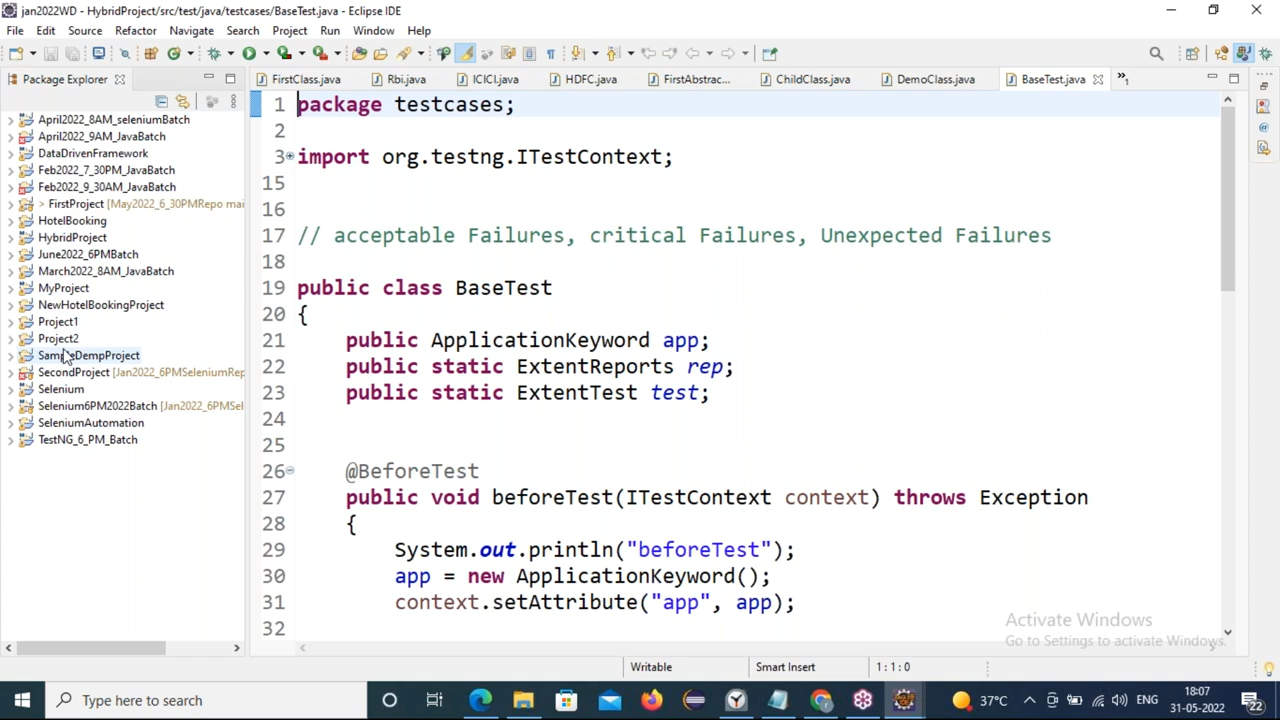 jan2022WD - HybridProject/src/test/java/testcases/BaseTest.java - Eclipse IDE
File Edit Source Refactor Navigate Search Project Run Window Help
Package Explorer
FirstClass.java Rbi.java ICICI.java HDFC.java FirstAbstrac... ChildClass.java DemoClass.java BaseTest.java »1
April2022_8AM_seleniumBatch
April2022_9AM_JavaBatch
DataDrivenFramework
Feb2022_7_30PM_JavaBatch
Feb2022_9_30AM_JavaBatch
> FirstProject [May2022_6_30PMRepo mai
HotelBooking
HybridProject
June2022_6PMBatch
March2022_8AM_JavaBatch
MyProject
NewHotelBookingProject
Project1
Project2
SampleDempProject
SecondProject [Jan2022_6PMSeleniumRep
Selenium
Selenium6PM2022Batch [Jan2022_6PMSel
SeleniumAutomation
TestNG_6_PM_Batch
1 package testcases;
2
3 import org.testng.ITestContext;
15
16
17 // acceptable Failures, critical Failures, Unexpected Failures
18
19 public class BaseTest
20 {
21 public ApplicationKeyword app;
22 public static ExtentReports rep;
23 public static ExtentTest test;
24
25
26 @BeforeTest
27 public void beforeTest(ITestContext context) throws Exception
28 {
29 System.out.println("beforeTest");
30 app = new ApplicationKeyword();
31 context.setAttribute("app", app);
32
Activate Windows
Go to Settings to activate Windows.
Writable Smart Insert 1 : 1 : 0
Type here to search
37°C ENG 18:07
31-05-2022
22